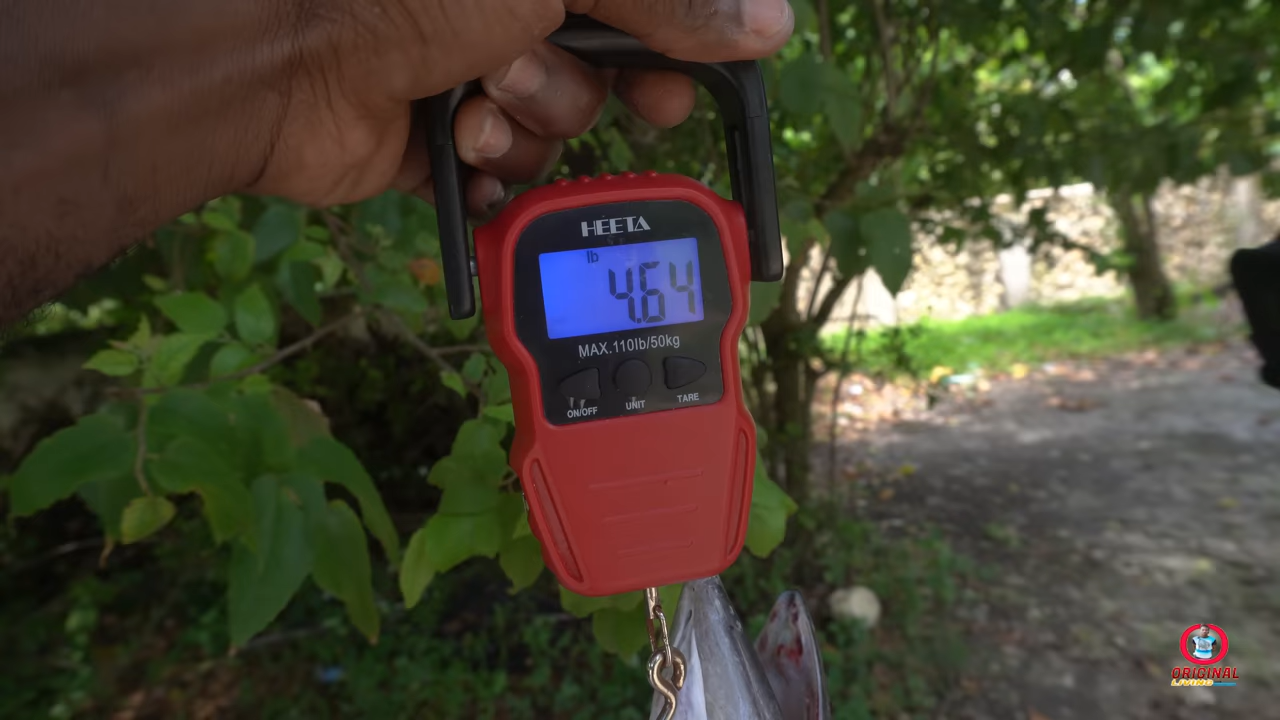 HEETA
lb
4.64
MAX.110lb/50kg
ON/OFF UNIT TARE
ORIGINAL